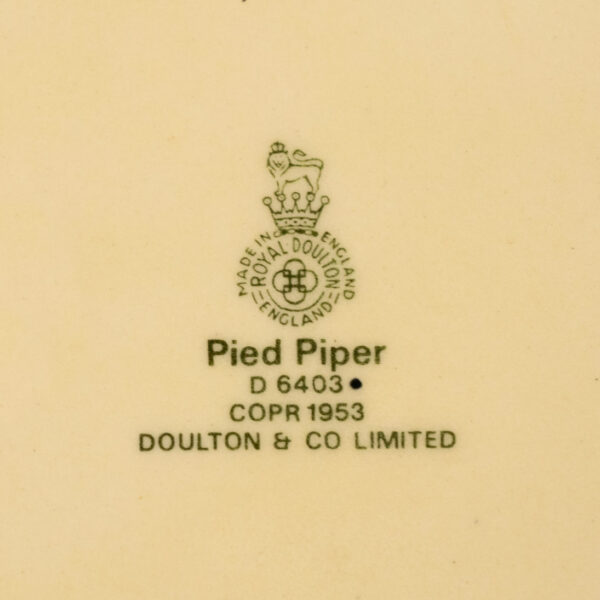 MADE IN ENGLAND
ROYAL DOULTON
ENGLAND
Pied Piper
D 6403
COPR 1953
DOULTON & CO LIMITED